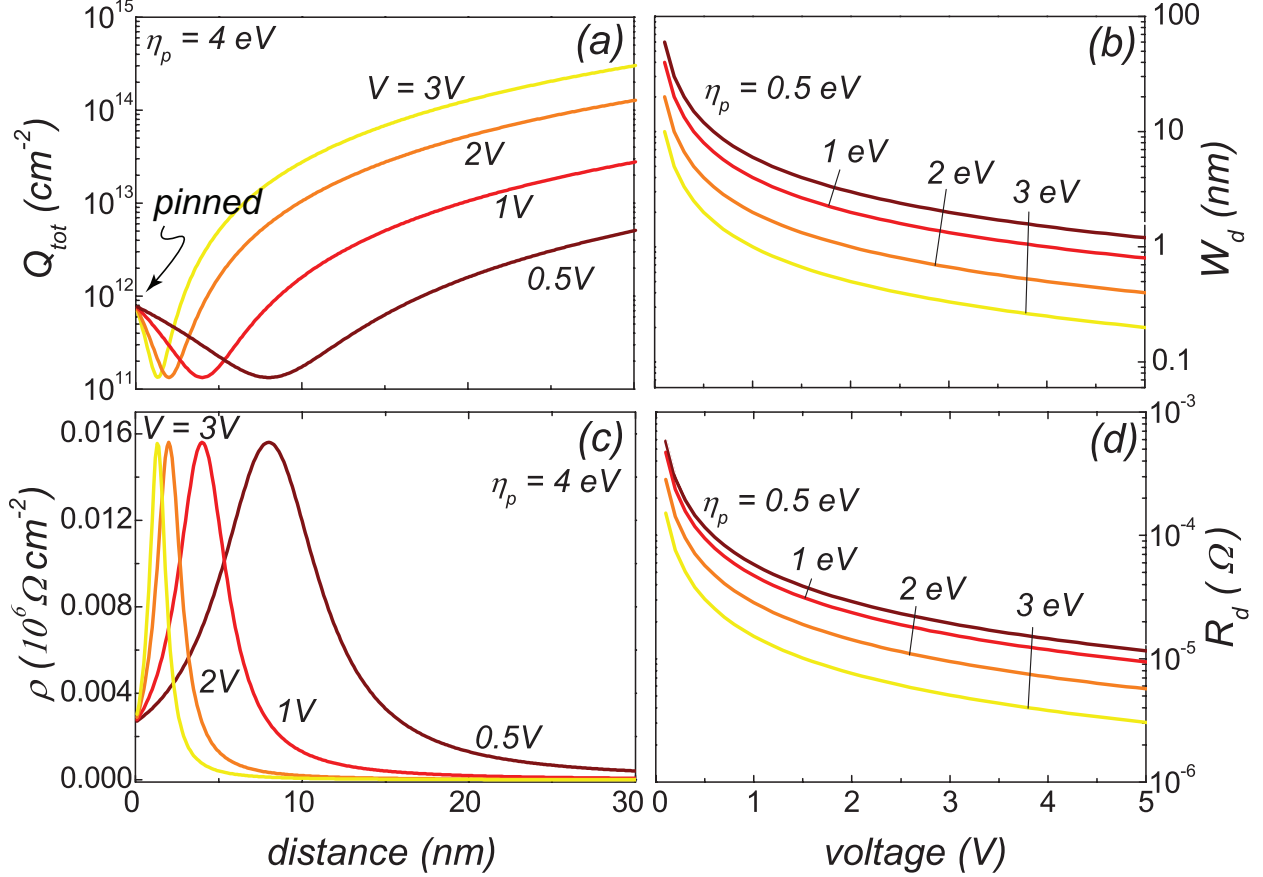 (a)
η_p = 4 eV
V = 3V
2V
1V
0.5V
pinned
Q_tot (cm^-2)
10^15
10^14
10^13
10^12
10^11
(b)
η_p = 0.5 eV
1 eV
2 eV
3 eV
W_d (nm)
100
10
1
0.1
(c)
V = 3V
η_p = 4 eV
2V
1V
0.5V
ρ (10^6 Ω cm^-2)
0.016
0.012
0.008
0.004
0.000
0 10 20 30
distance (nm)
(d)
η_p = 0.5 eV
1 eV
2 eV
3 eV
R_d ( Ω )
10^-3
10^-4
10^-5
10^-6
0 1 2 3 4 5
voltage (V)